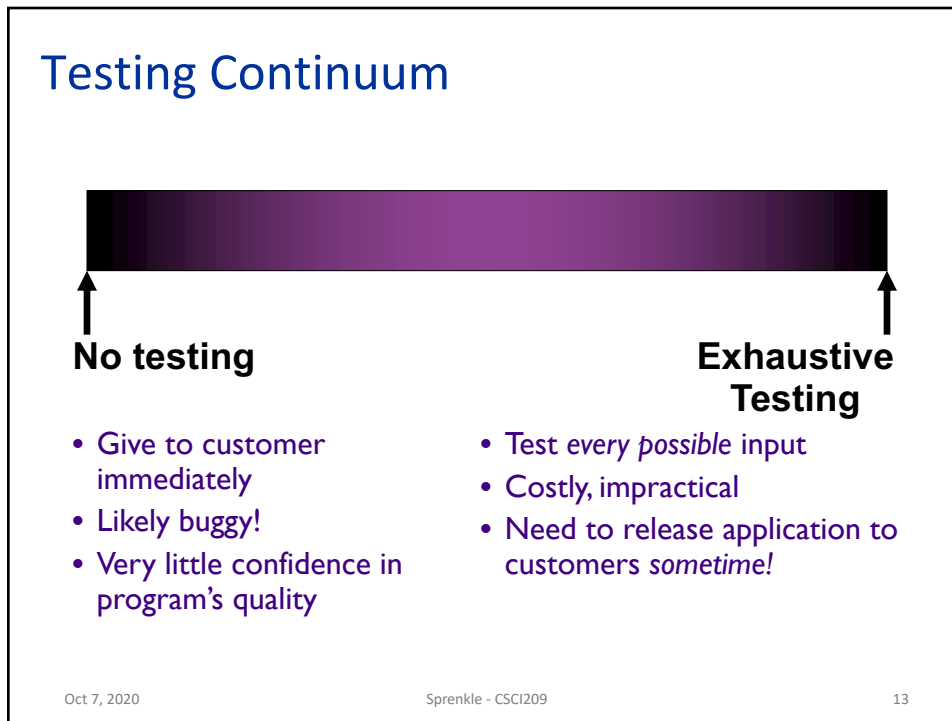 Testing Continuum
No testing
Exhaustive
Testing
• Give to customer
immediately
• Likely buggy!
• Very little confidence in
program’s quality
• Test every possible input
• Costly, impractical
• Need to release application to
customers sometime!
Oct 7, 2020
Sprenkle - CSCI209
13